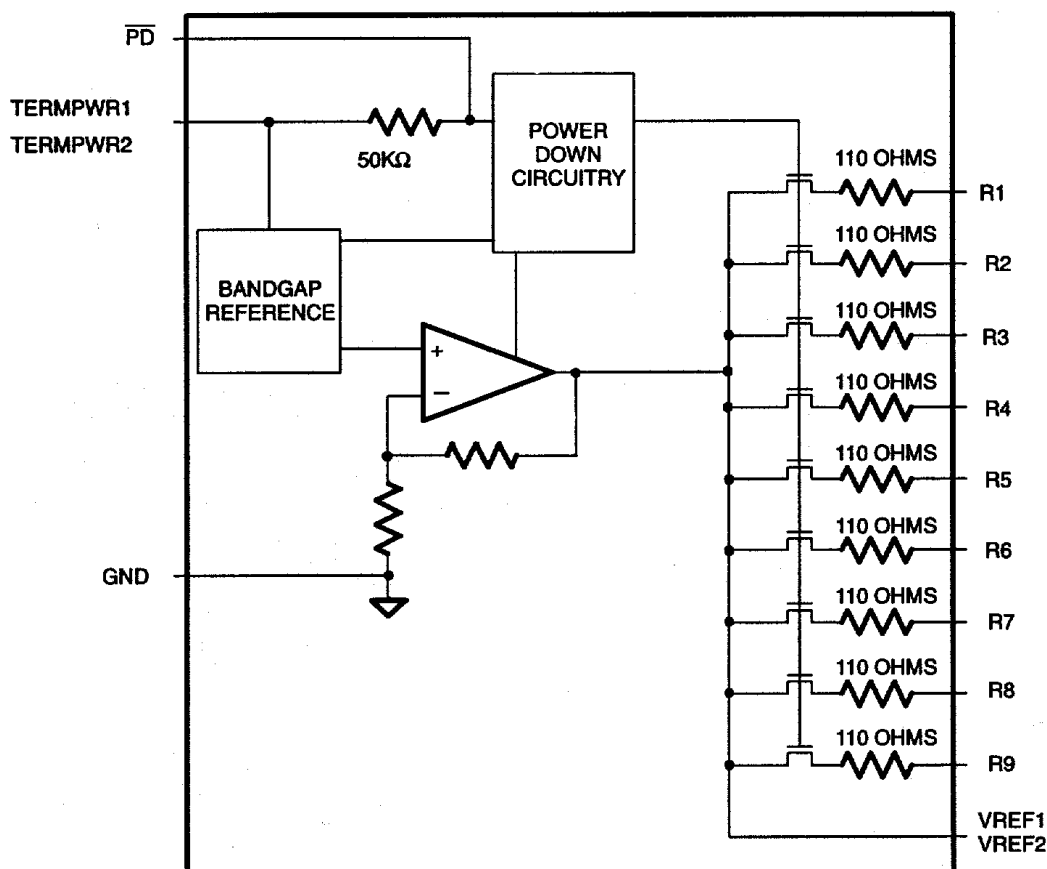 PD
TERMPWR1
TERMPWR2
50KΩ
POWER
DOWN
CIRCUITRY
BANDGAP
REFERENCE
+
−
GND
110 OHMS
R1
110 OHMS
R2
110 OHMS
R3
110 OHMS
R4
110 OHMS
R5
110 OHMS
R6
110 OHMS
R7
110 OHMS
R8
110 OHMS
R9
VREF1
VREF2